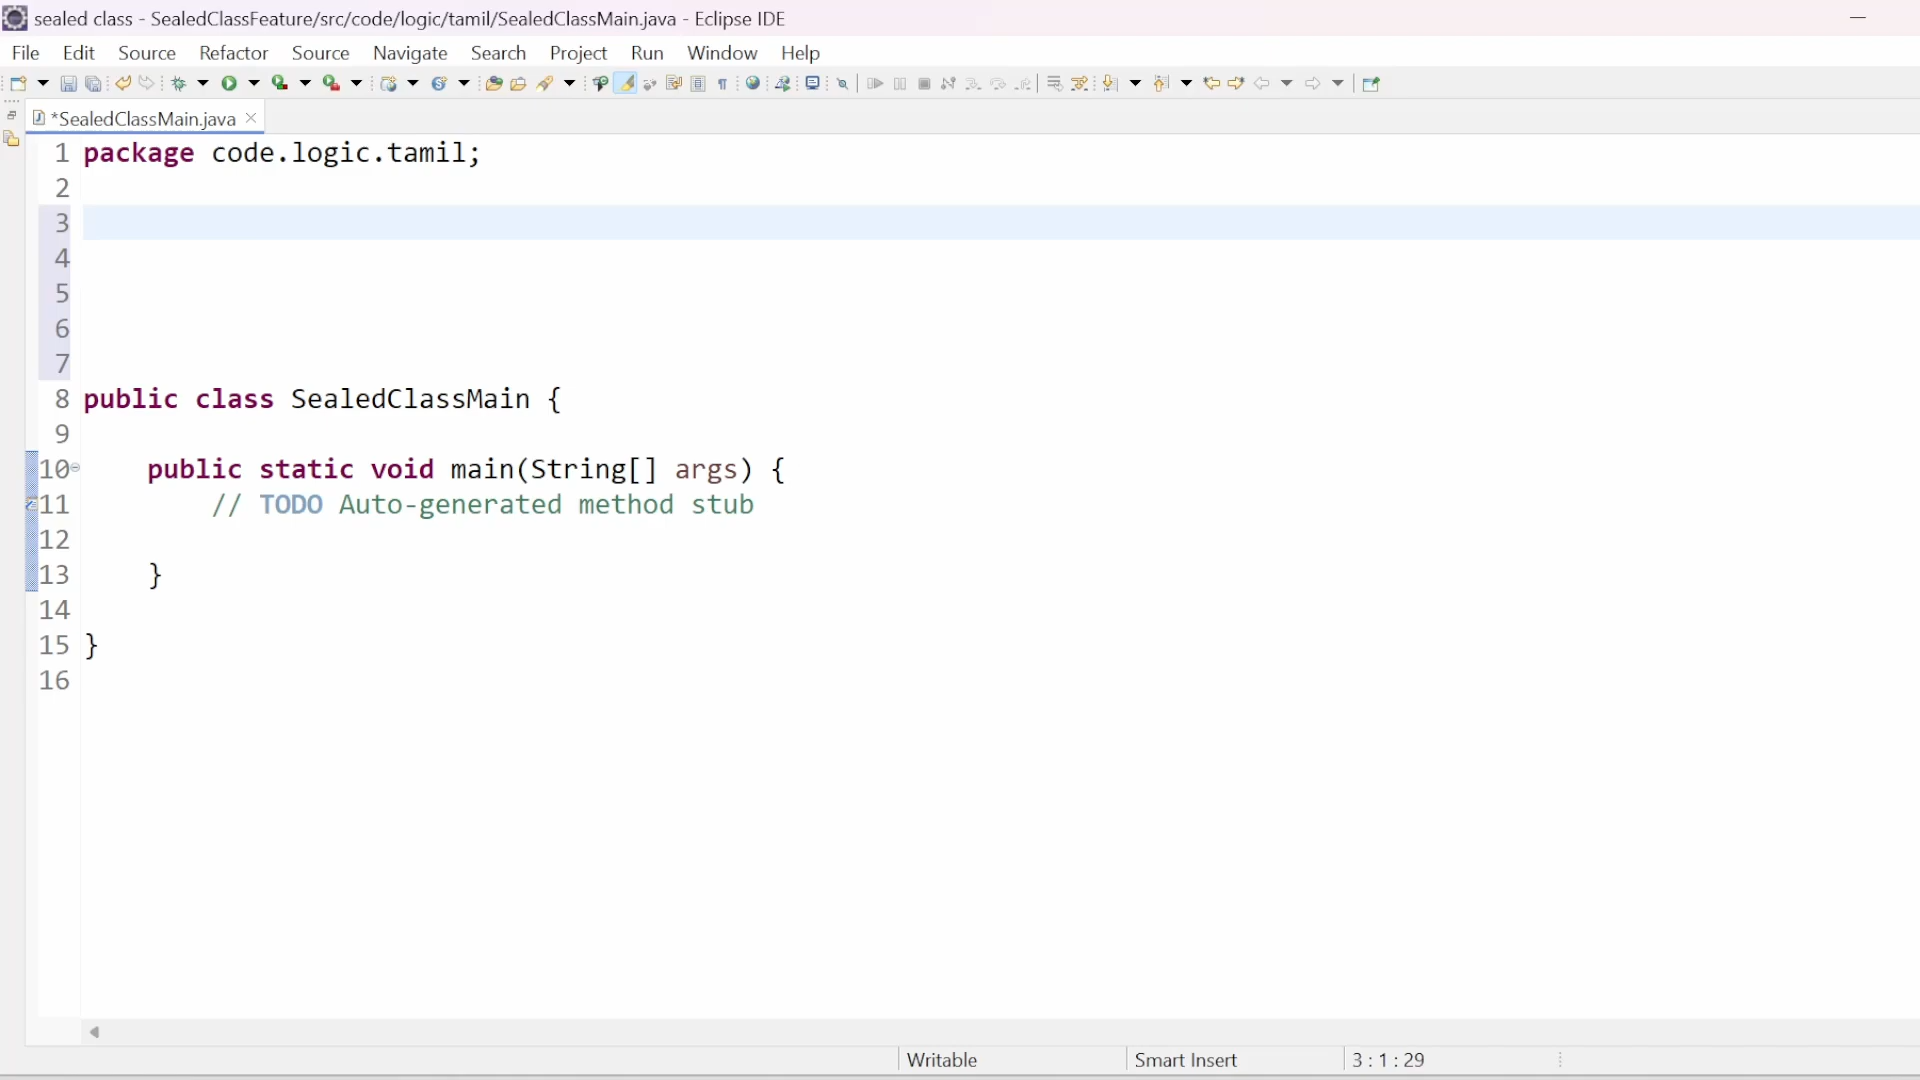 sealed class - SealedClassFeature/src/code/logic/tamil/SealedClassMain.java - Eclipse IDE
File Edit Source Refactor Source Navigate Search Project Run Window Help
*SealedClassMain.java
1 package code.logic.tamil;
2
3
4
5
6
7
8 public class SealedClassMain {
9
10 public static void main(String[] args) {
11 // TODO Auto-generated method stub
12
13 }
14
15 }
16
Writable Smart Insert 3 : 1 : 29